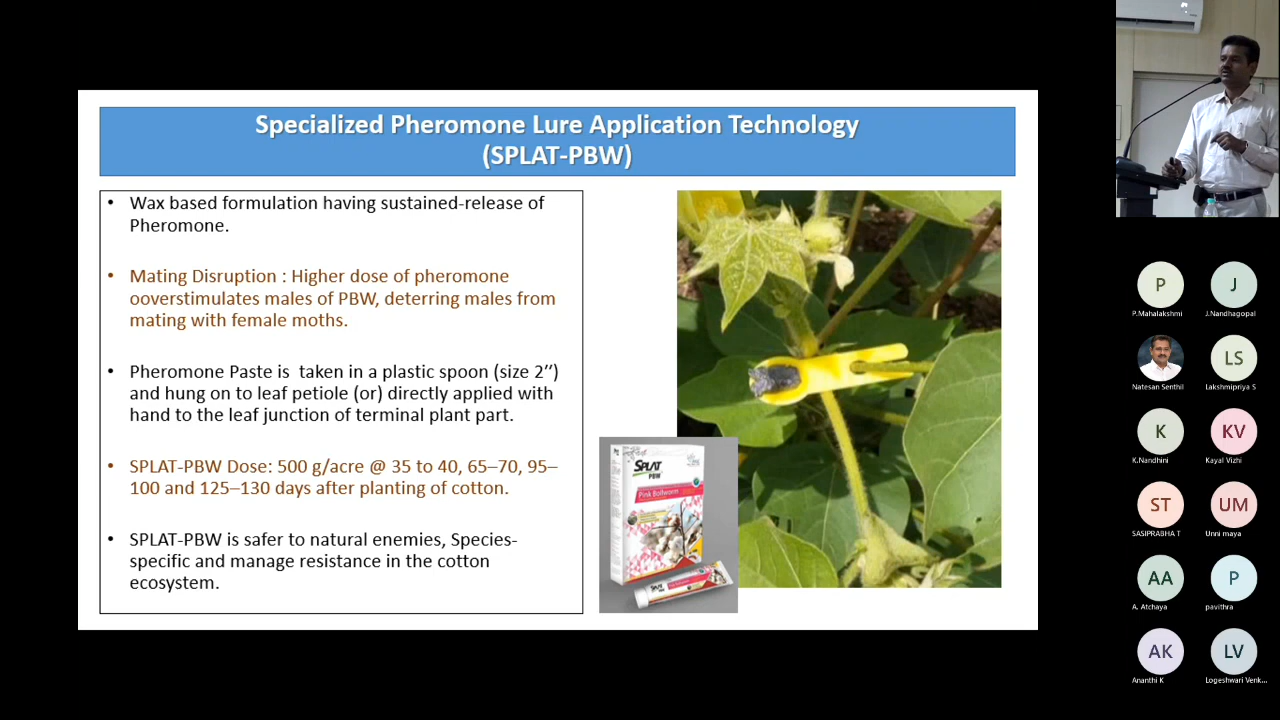 Specialized Pheromone Lure Application Technology
(SPLAT-PBW)
• Wax based formulation having sustained-release of
Pheromone.
• Mating Disruption : Higher dose of pheromone
ooverstimulates males of PBW, deterring males from
mating with female moths.
• Pheromone Paste is taken in a plastic spoon (size 2’’)
and hung on to leaf petiole (or) directly applied with
hand to the leaf junction of terminal plant part.
• SPLAT-PBW Dose: 500 g/acre @ 35 to 40, 65–70, 95–
100 and 125–130 days after planting of cotton.
• SPLAT-PBW is safer to natural enemies, Species-
specific and manage resistance in the cotton
ecosystem.
SPLAT
PBW
Pink Bollworm
SPLAT
P
P.Mahalakshmi
J
J.Nandhagopal
Natesan Senthil
LS
Lakshmipriya S
K
K.Nandhini
KV
Kayal Vizhi
ST
SASIPRABHA T
UM
Unni maya
AA
A. Atchaya
P
pavithra
AK
Ananthi K
LV
Logeshwari Venk...